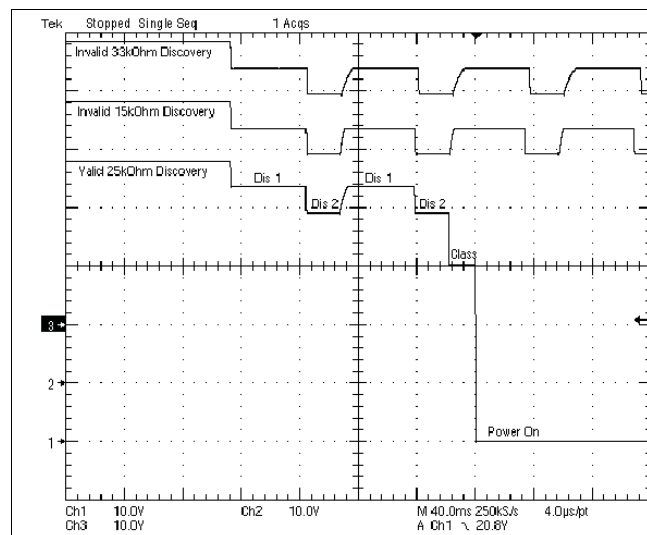 Tek Stopped Single Seq 1 Acqs
Invalid 33kOhm Discovery
Invalid 15kOhm Discovery
Valid 25kOhm Discovery
Dis 1
Dis 1
Dis 2
Dis 2
Class
3
2
1
Power On
Ch1 10.0V Ch2 10.0V M 40.0ms 250kS/s 4.0µs/pt
Ch3 10.0V A Ch1 20.8V